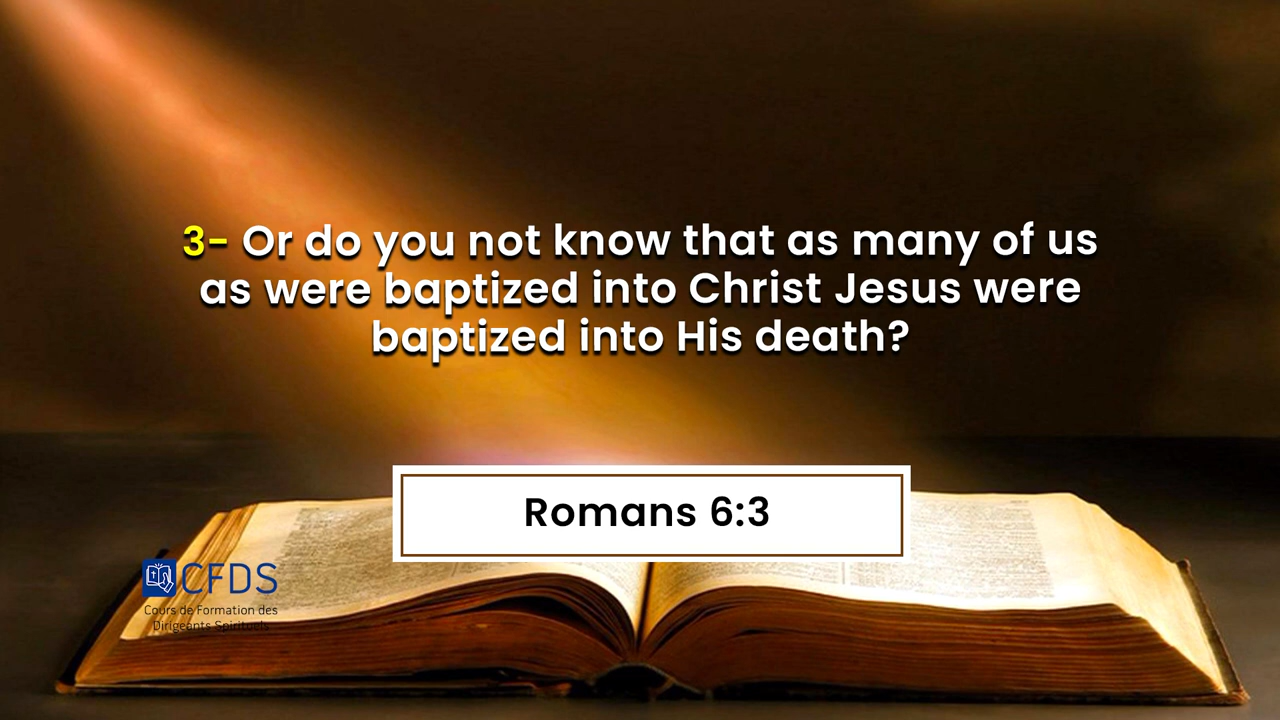 3- Or do you not know that as many of us
as were baptized into Christ Jesus were
baptized into His death?
Romans 6:3
CFDS
Cours de Formation des
Dirigeants Spirituels